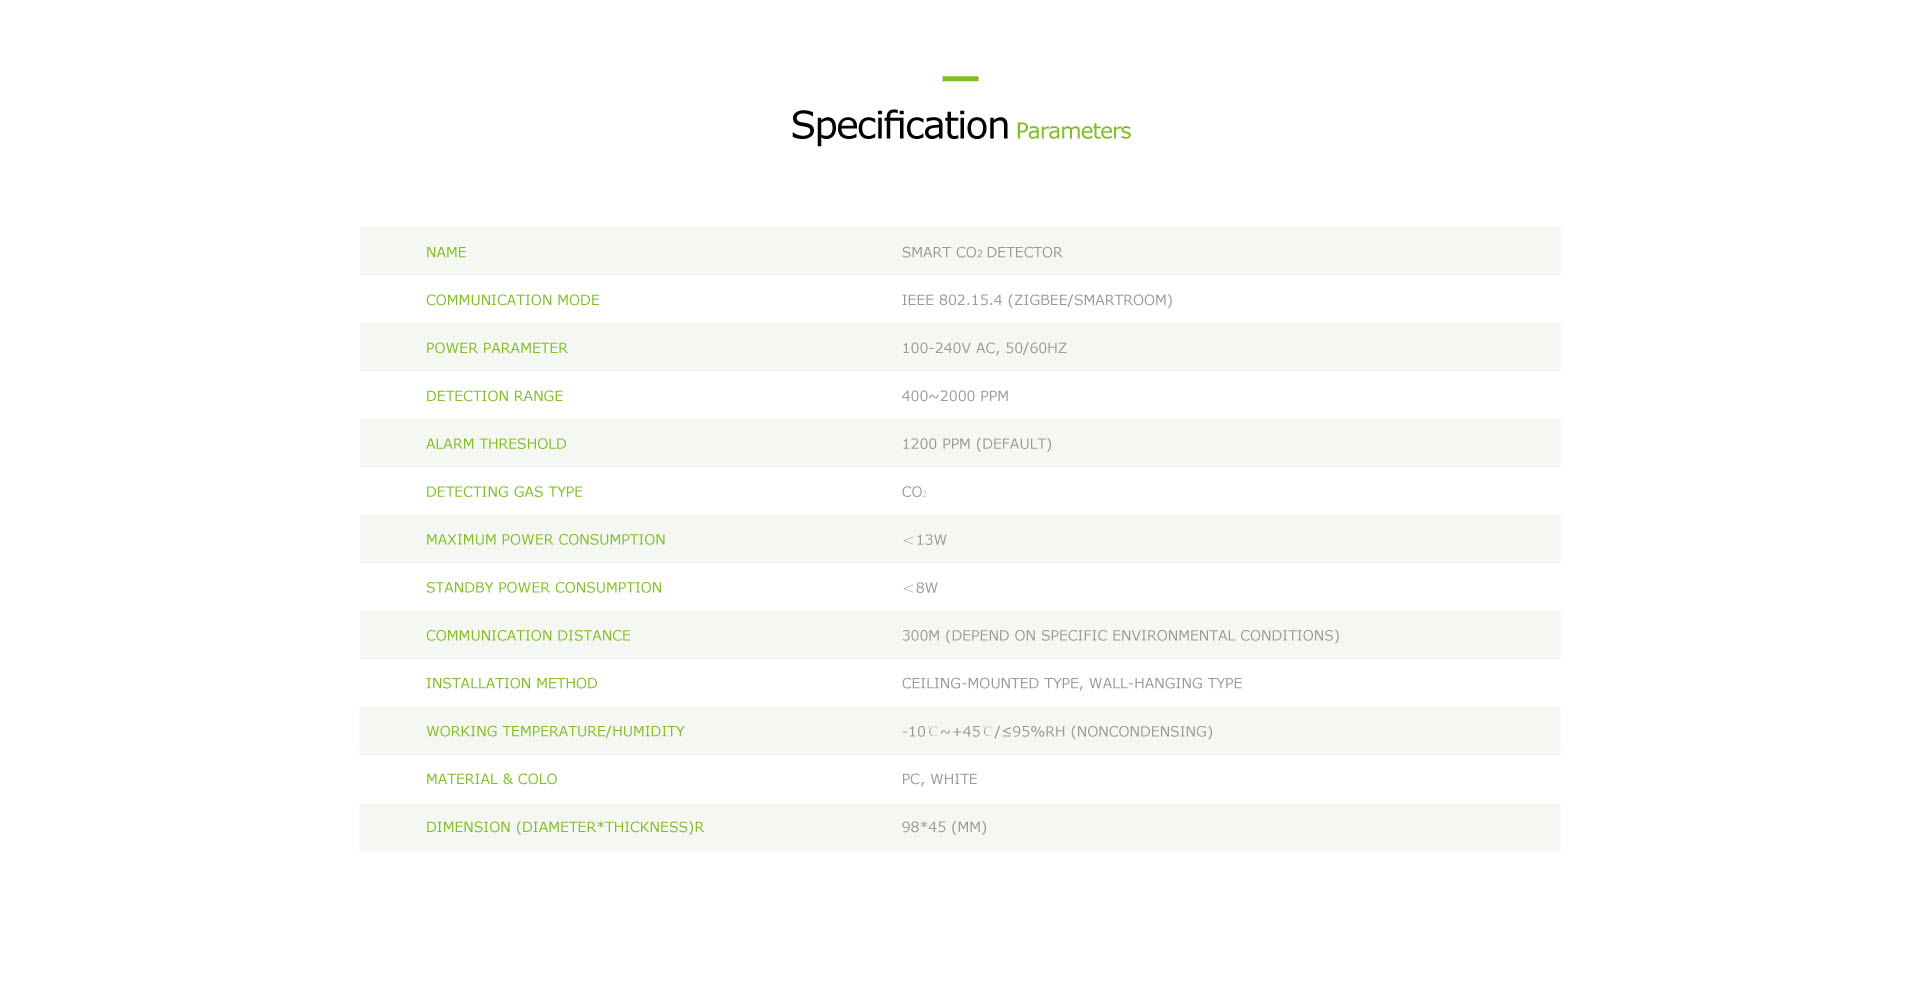 Specification Parameters
NAME SMART CO₂ DETECTOR
COMMUNICATION MODE IEEE 802.15.4 (ZIGBEE/SMARTROOM)
POWER PARAMETER 100-240V AC, 50/60HZ
DETECTION RANGE 400~2000 PPM
ALARM THRESHOLD 1200 PPM (DEFAULT)
DETECTING GAS TYPE CO₂
MAXIMUM POWER CONSUMPTION ＜13W
STANDBY POWER CONSUMPTION ＜8W
COMMUNICATION DISTANCE 300M (DEPEND ON SPECIFIC ENVIRONMENTAL CONDITIONS)
INSTALLATION METHOD CEILING-MOUNTED TYPE, WALL-HANGING TYPE
WORKING TEMPERATURE/HUMIDITY -10℃~+45℃/≤95%RH (NONCONDENSING)
MATERIAL & COLO PC, WHITE
DIMENSION (DIAMETER*THICKNESS)R 98*45 (MM)